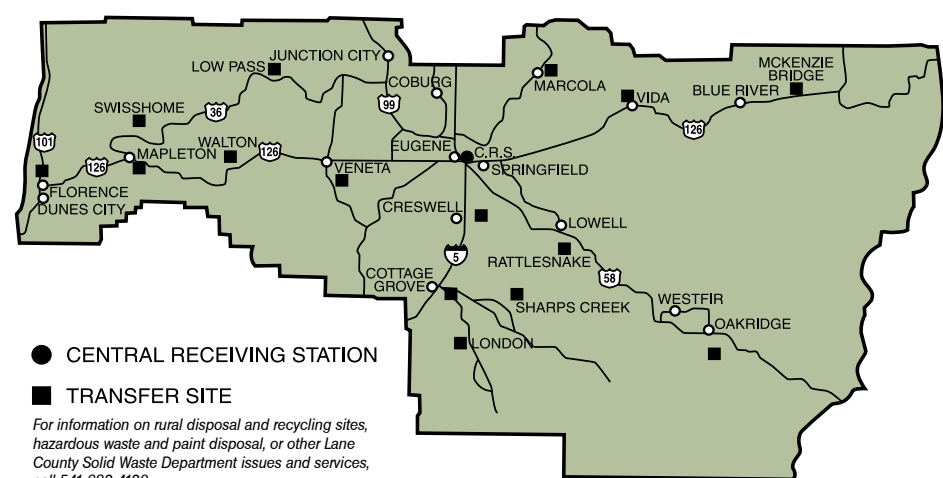 JUNCTION CITY
LOW PASS
COBURG
MARCOLA
MCKENZIE
BRIDGE
BLUE RIVER
VIDA
SWISSHOME
36
99
126
101
126
MAPLETON
WALTON
126
EUGENE
C.R.S.
SPRINGFIELD
VENETA
FLORENCE
DUNES CITY
CRESWELL
LOWELL
5
RATTLESNAKE
58
COTTAGE
GROVE
SHARPS CREEK
WESTFIR
OAKRIDGE
LONDON
CENTRAL RECEIVING STATION
TRANSFER SITE
For information on rural disposal and recycling sites,
hazardous waste and paint disposal, or other Lane
County Solid Waste Department issues and services,